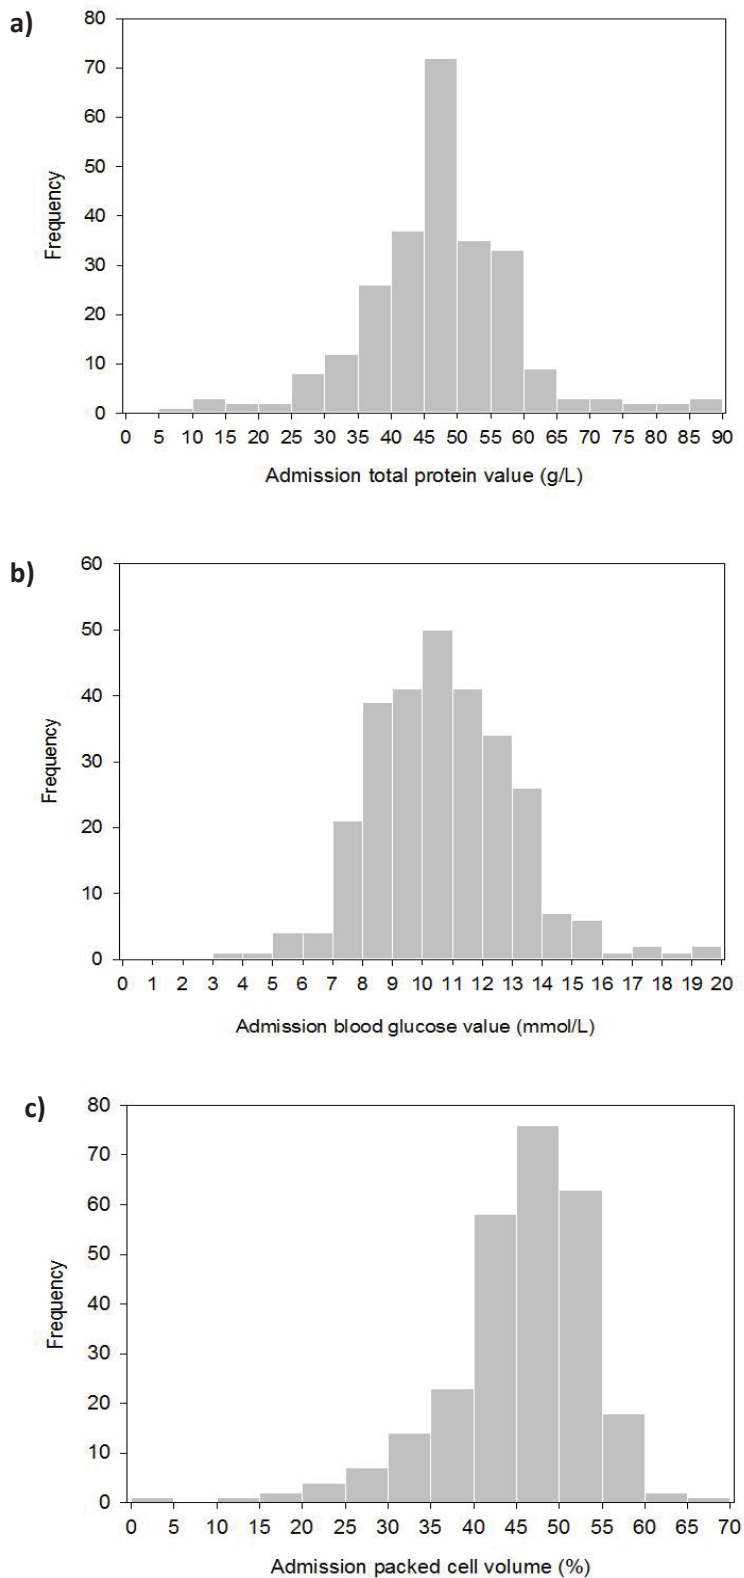 a)
80
70
60
50
40
30
20
10
0
Frequency
0 5 10 15 20 25 30 35 40 45 50 55 60 65 70 75 80 85 90
Admission total protein value (g/L)
b)
60
50
40
30
20
10
0
Frequency
0 1 2 3 4 5 6 7 8 9 10 11 12 13 14 15 16 17 18 19 20
Admission blood glucose value (mmol/L)
c)
80
70
60
50
40
30
20
10
0
Frequency
0 5 10 15 20 25 30 35 40 45 50 55 60 65 70
Admission packed cell volume (%)